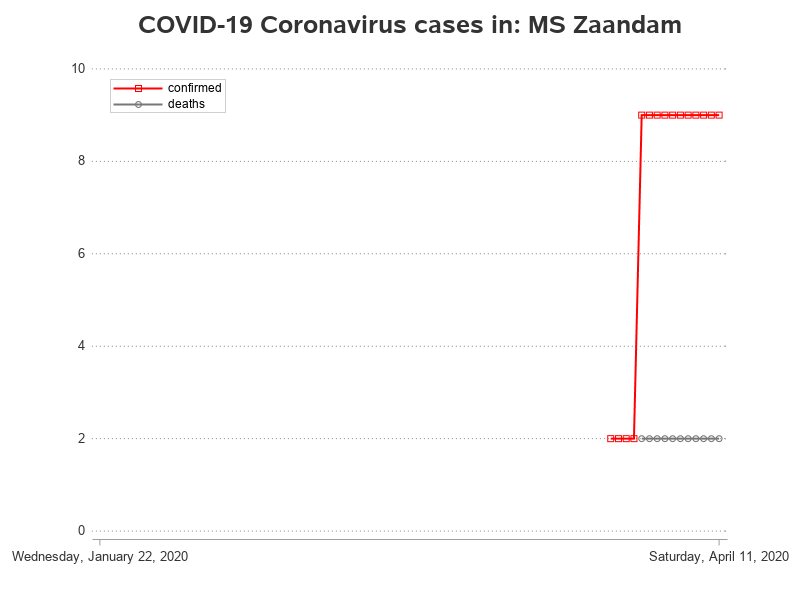 COVID-19 Coronavirus cases in: MS Zaandam
10
confirmed
deaths
8
6
4
2
0
Wednesday, January 22, 2020
Saturday, April 11, 2020